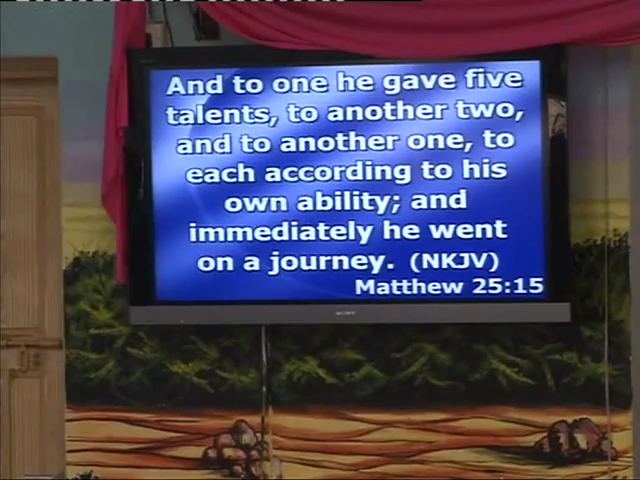 And to one he gave five
talents, to another two,
and to another one, to
each according to his
own ability; and
immediately he went
on a journey. (NKJV)
Matthew 25:15
SONY